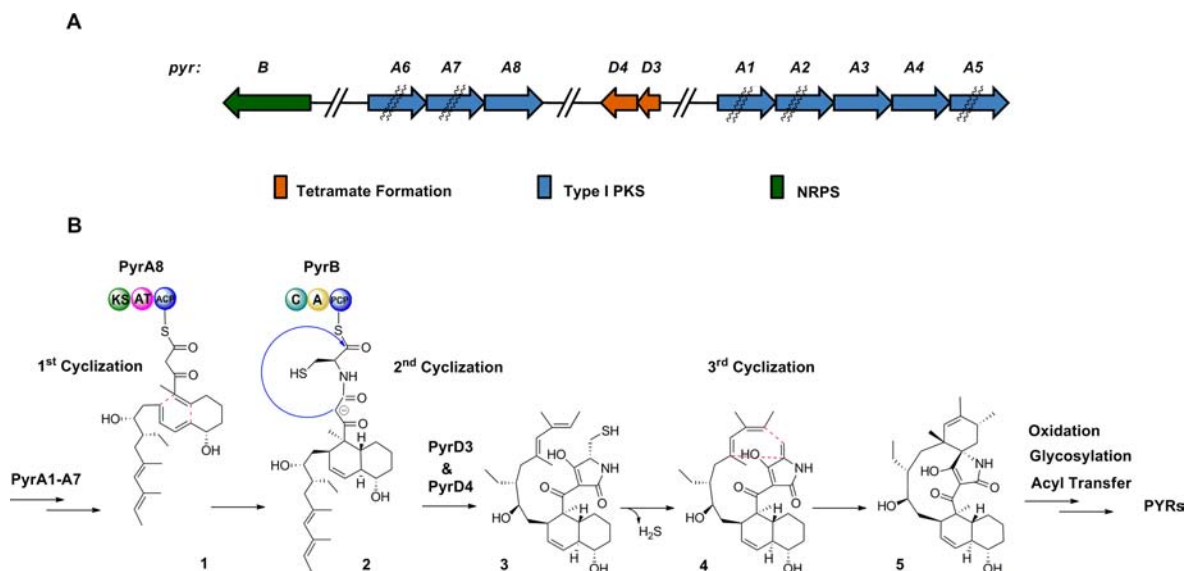 A
pyr:
B A6 A7 A8 D4 D3 A1 A2 A3 A4 A5
Tetramate Formation
Type I PKS
NRPS
B
PyrA8
KS AT ACP
S
O
O
1st Cyclization
HO
OH
PyrA1-A7
1
PyrB
C A PCP
S
O
HS
NH
O
O
2nd Cyclization
H
H
HO
OH
2
PyrD3
&
PyrD4
SH
HO
NH
O
O
H
HO
H
OH
3
H2S
3rd Cyclization
HO
NH
O
O
H
HO
H
OH
4
HO
NH
O
O
H
HO
H
OH
5
Oxidation
Glycosylation
Acyl Transfer
PYRs